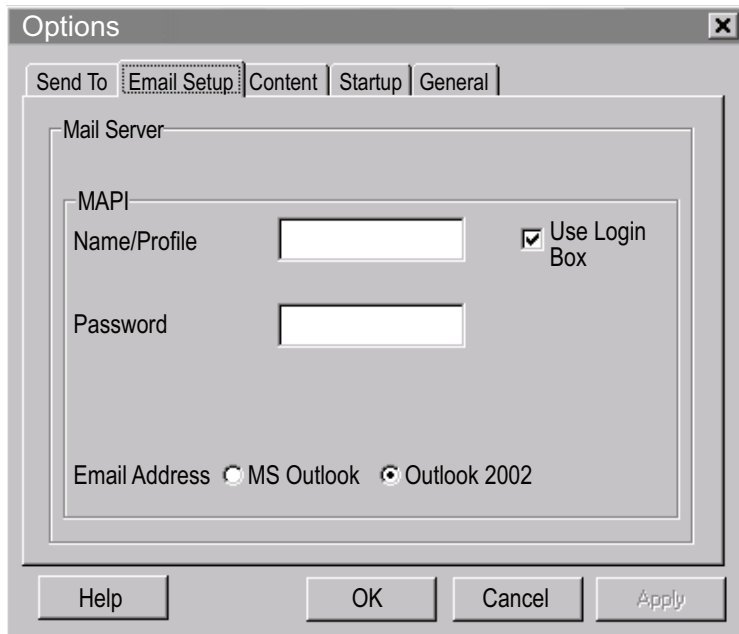 Options
Send To Email Setup Content Startup General
Mail Server
MAPI
Name/Profile
Use Login
Box
Password
Email Address MS Outlook Outlook 2002
Help OK Cancel Apply